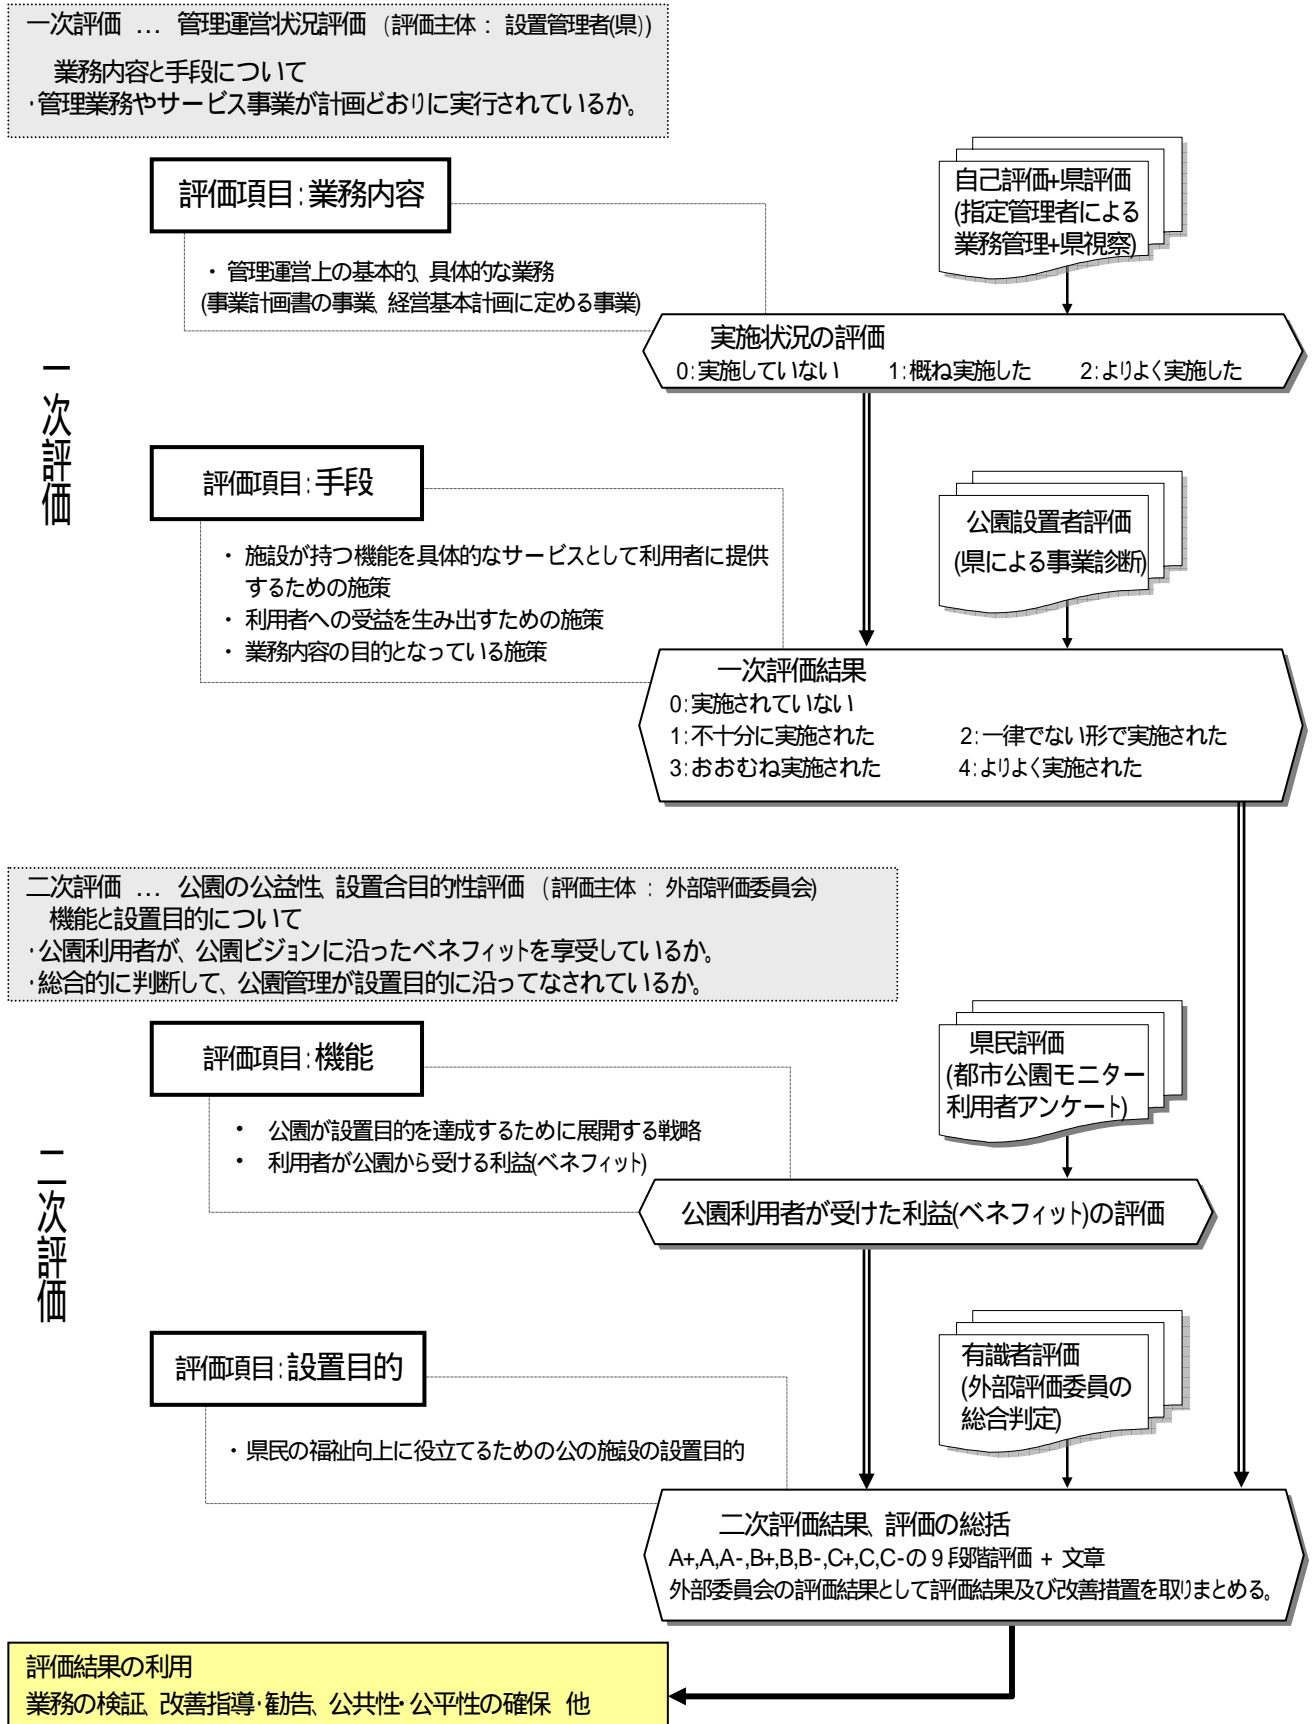 一次評価 … 管理運営状況評価 (評価主体: 設置管理者(県))
業務内容と手段について
・管理業務やサービス事業が計画どおりに実行されているか。
評価項目:業務内容
・ 管理運営上の基本的、具体的な業務
(事業計画書の事業、経営基本計画に定める事業)
自己評価+県評価
(指定管理者による
業務管理+県視察)
実施状況の評価
0:実施していない 1:概ね実施した 2:よりよく実施した
一次評価
評価項目:手段
・ 施設が持つ機能を具体的なサービスとして利用者に提供
するための施策
・ 利用者への受益を生み出すための施策
・ 業務内容の目的となっている施策
公園設置者評価
(県による事業診断)
一次評価結果
0:実施されていない
1:不十分に実施された 2:一律でない形で実施された
3:おおむね実施された 4:よりよく実施された
二次評価 … 公園の公益性、設置合目的性評価 (評価主体 : 外部評価委員会)
機能と設置目的について
・公園利用者が、公園ビジョンに沿ったベネフィットを享受しているか。
・総合的に判断して、公園管理が設置目的に沿ってなされているか。
評価項目:機能
・ 公園が設置目的を達成するために展開する戦略
・ 利用者が公園から受ける利益(ベネフィット)
県民評価
(都市公園モニター
利用者アンケート)
公園利用者が受けた利益(ベネフィット)の評価
二次評価
評価項目:設置目的
・県民の福祉向上に役立てるための公の施設の設置目的
有識者評価
(外部評価委員の
総合判定)
二次評価結果、評価の総括
A+,A,A-,B+,B,B-,C+,C,C-の9段階評価 + 文章
外部委員会の評価結果として評価結果及び改善措置を取りまとめる。
評価結果の利用
業務の検証、改善指導・勧告、公共性・公平性の確保 他